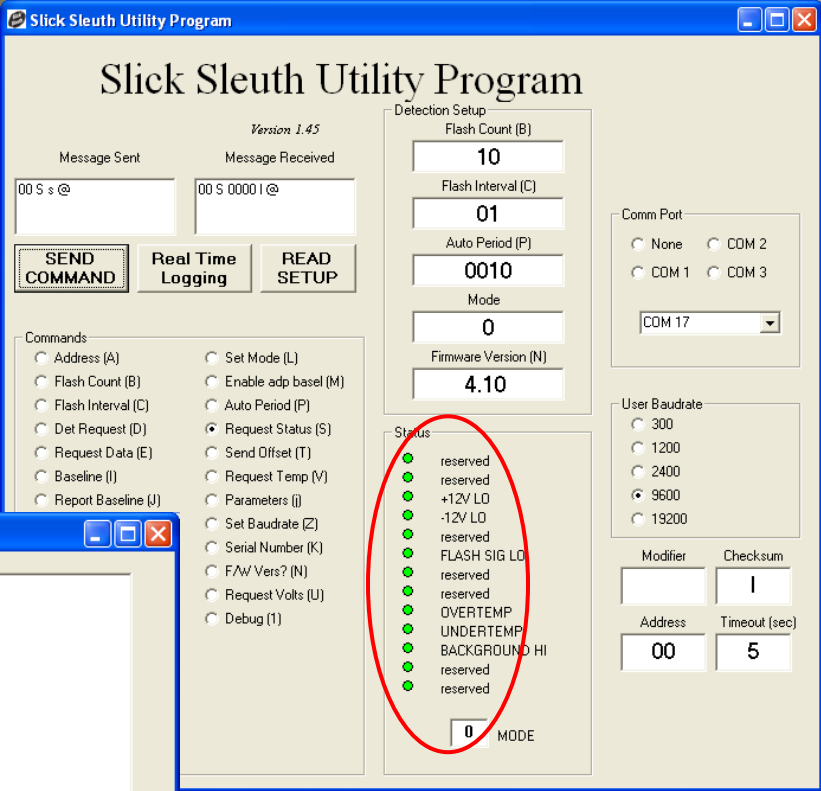 Slick Sleuth Utility Program
Slick Sleuth Utility Program
Version 1.45
Message Sent
Message Received
00 S s @
00 S 0000 l @
SEND COMMAND
Real Time Logging
READ SETUP
Commands
Address (A)
Flash Count (B)
Flash Interval (C)
Det Request (D)
Request Data (E)
Baseline (I)
Report Baseline (J)
Set Mode (L)
Enable adp basel (M)
Auto Period (P)
Request Status (S)
Send Offset (T)
Request Temp (V)
Parameters (j)
Set Baudrate (Z)
Serial Number (K)
F/W Vers? (N)
Request Volts (U)
Debug (1)
Detection Setup
Flash Count (B)
10
Flash Interval (C)
01
Auto Period (P)
0010
Mode
0
Firmware Version (N)
4.10
Status
reserved
reserved
+12V LO
-12V LO
reserved
FLASH SIG LO
reserved
reserved
OVERTEMP
UNDERTEMP
BACKGROUND HI
reserved
reserved
0 MODE
Comm Port
None
COM 2
COM 1
COM 3
COM 17
User Baudrate
300
1200
2400
9600
19200
Modifier
Checksum
l
Address
Timeout (sec)
00
5